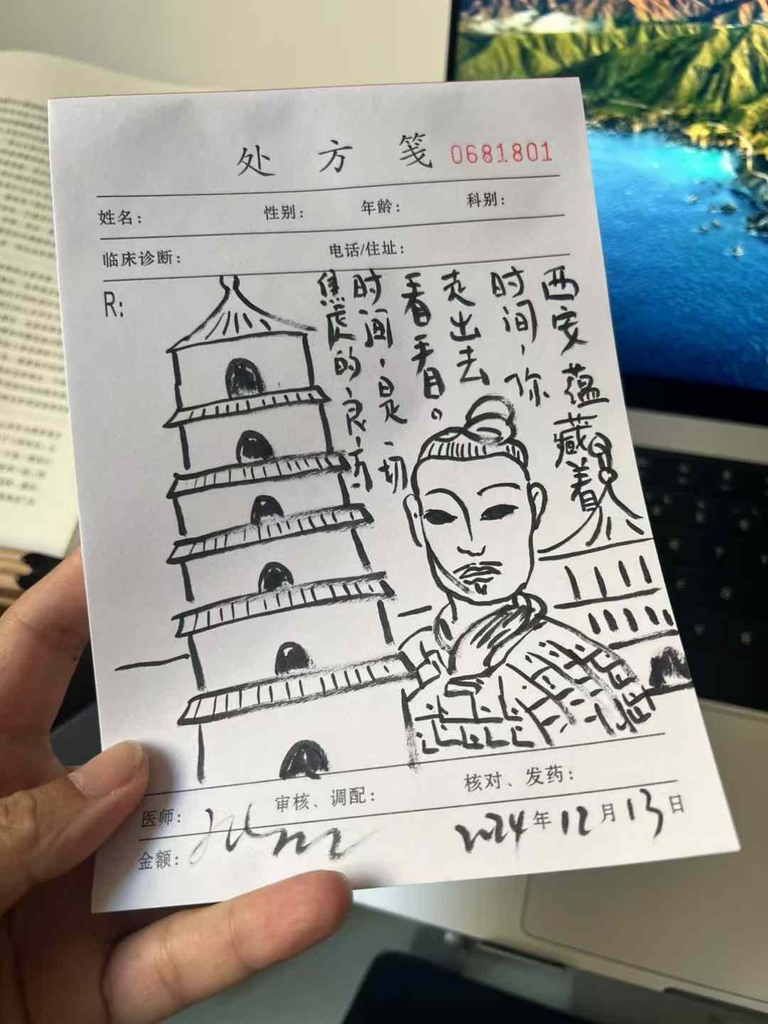 处方笺 0681801
姓名： 性别： 年龄： 科别：
临床诊断： 电话/住址：
R:
西安蕴藏着
时间，你
走出去
看看自。
时间，是一切
焦虑的良方
医师： 审核、调配： 核对、发药：
金额： 2024年12月13日